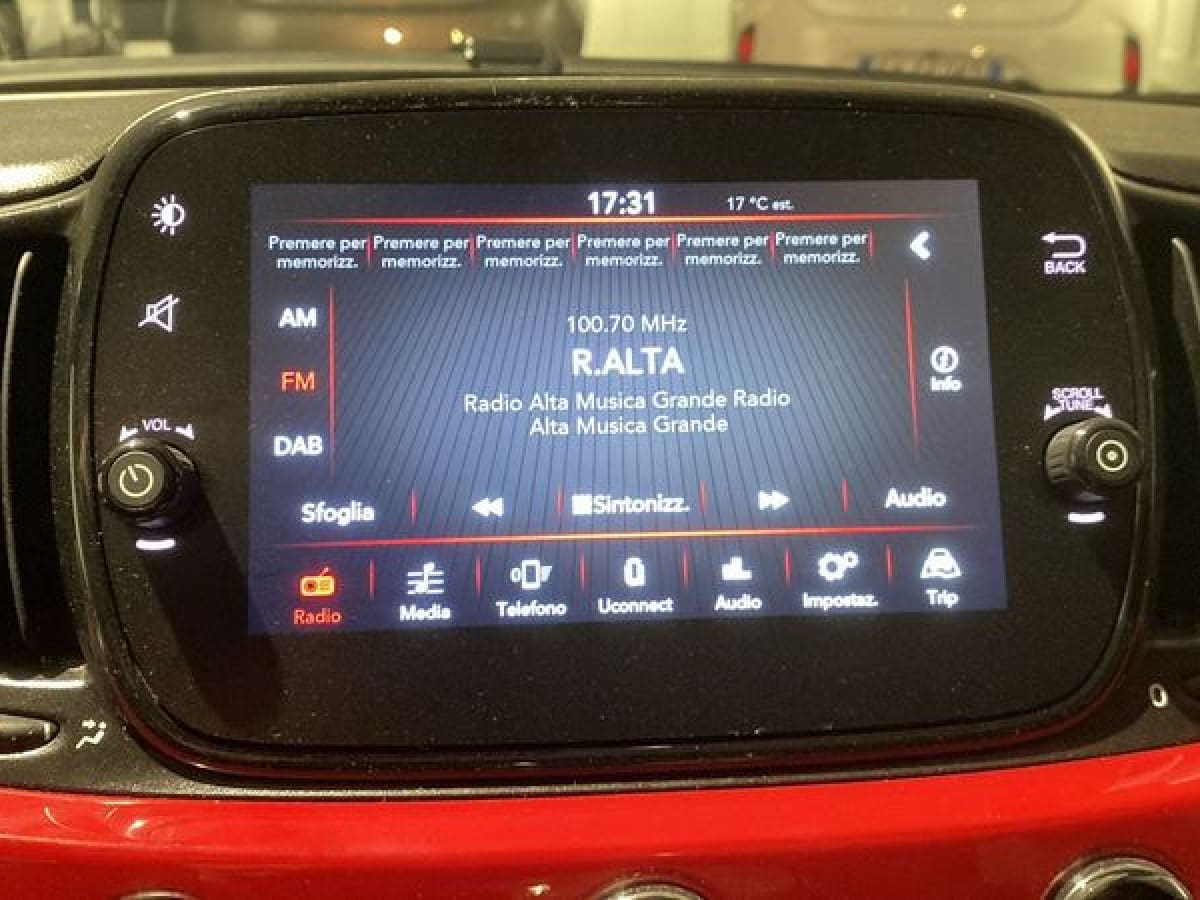 17:31 17 °C est.
Premere per Premere per Premere per Premere per Premere per Premere per
memorizz. memorizz. memorizz. memorizz. memorizz. memorizz.
BACK
AM
100.70 MHz
R.ALTA
FM
Info
Radio Alta Musica Grande Radio
Alta Musica Grande
SCROLL
TUNE
VOL
DAB
Sfoglia Sintonizz. Audio
Radio Media Telefono Uconnect Audio Impostaz. Trip
0